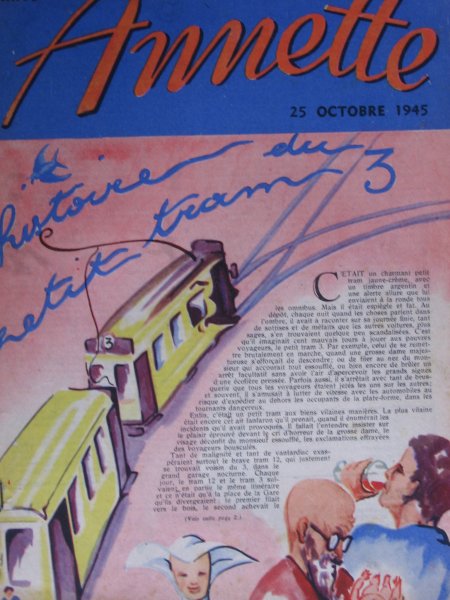 Annette
25 OCTOBRE 1945
histoire du
petit tram 3
3
C'ÉTAIT un charmant petit
tram jaune-crème, avec
un timbre argentin et
une alerte allure que lui
enviaient à la ronde tous
les omnibus. Mais il était espiègle et fat. Au
dépôt, chaque nuit quand les choses parlent dans
l'ombre, il avait à raconter sur sa journée finie, tant
de sottises et de méfaits que les autres voitures, plus
sages, s'en trouvaient quelque peu scandalisées. C'est
qu'il imaginait cent mauvais tours à jouer aux pauvres
voyageurs, le petit tram 3. Par exemple, celui de se remet-
tre brutalement en marche, quand une grosse dame majes-
tueuse s'efforçait de descendre; ou de filer au nez du mon-
sieur qui accourait tout essoufflé, ou bien encore de brûler un
arrêt facultatif sans avoir l'air d'apercevoir les grands signes
d'une écolière pressée. Parfois aussi, il s'arrêtait avec tant de brus-
querie que tous les voyageurs étaient jetés les uns sur les autres;
et souvent, il s'amusait à lutter de vitesse avec les automobiles au
risque d'expédier au dehors les occupants de la plate-forme, dans les
tournants dangereux.
Enfin, c'était un petit tram aux bien vilaines manières. La plus vilaine
était encore cet air fanfaron qu'il prenait, quand il énumérait les
incidents qu'il avait provoqués. Il fallait l'entendre insister sur
le plaisir éprouvé devant le cri d'horreur de la grosse dame, le
visage déconfit du monsieur essoufflé, les exclamations effrayées
des voyageurs bousculés.
Tant de malignité et tant de vantardise exas-
péraient surtout le brave tram 12, qui justement
se trouvait voisin du 3, dans le
grand garage nocturne. Chaque
jour, le tram 12 et le tram 3 sui-
vaient en partie le même itinéraire
et ce n'était qu'à la place de la Gare
qu'ils divergeaient: le premier filait
vers le bois, le second achevait le
(Voir suite page 2.)